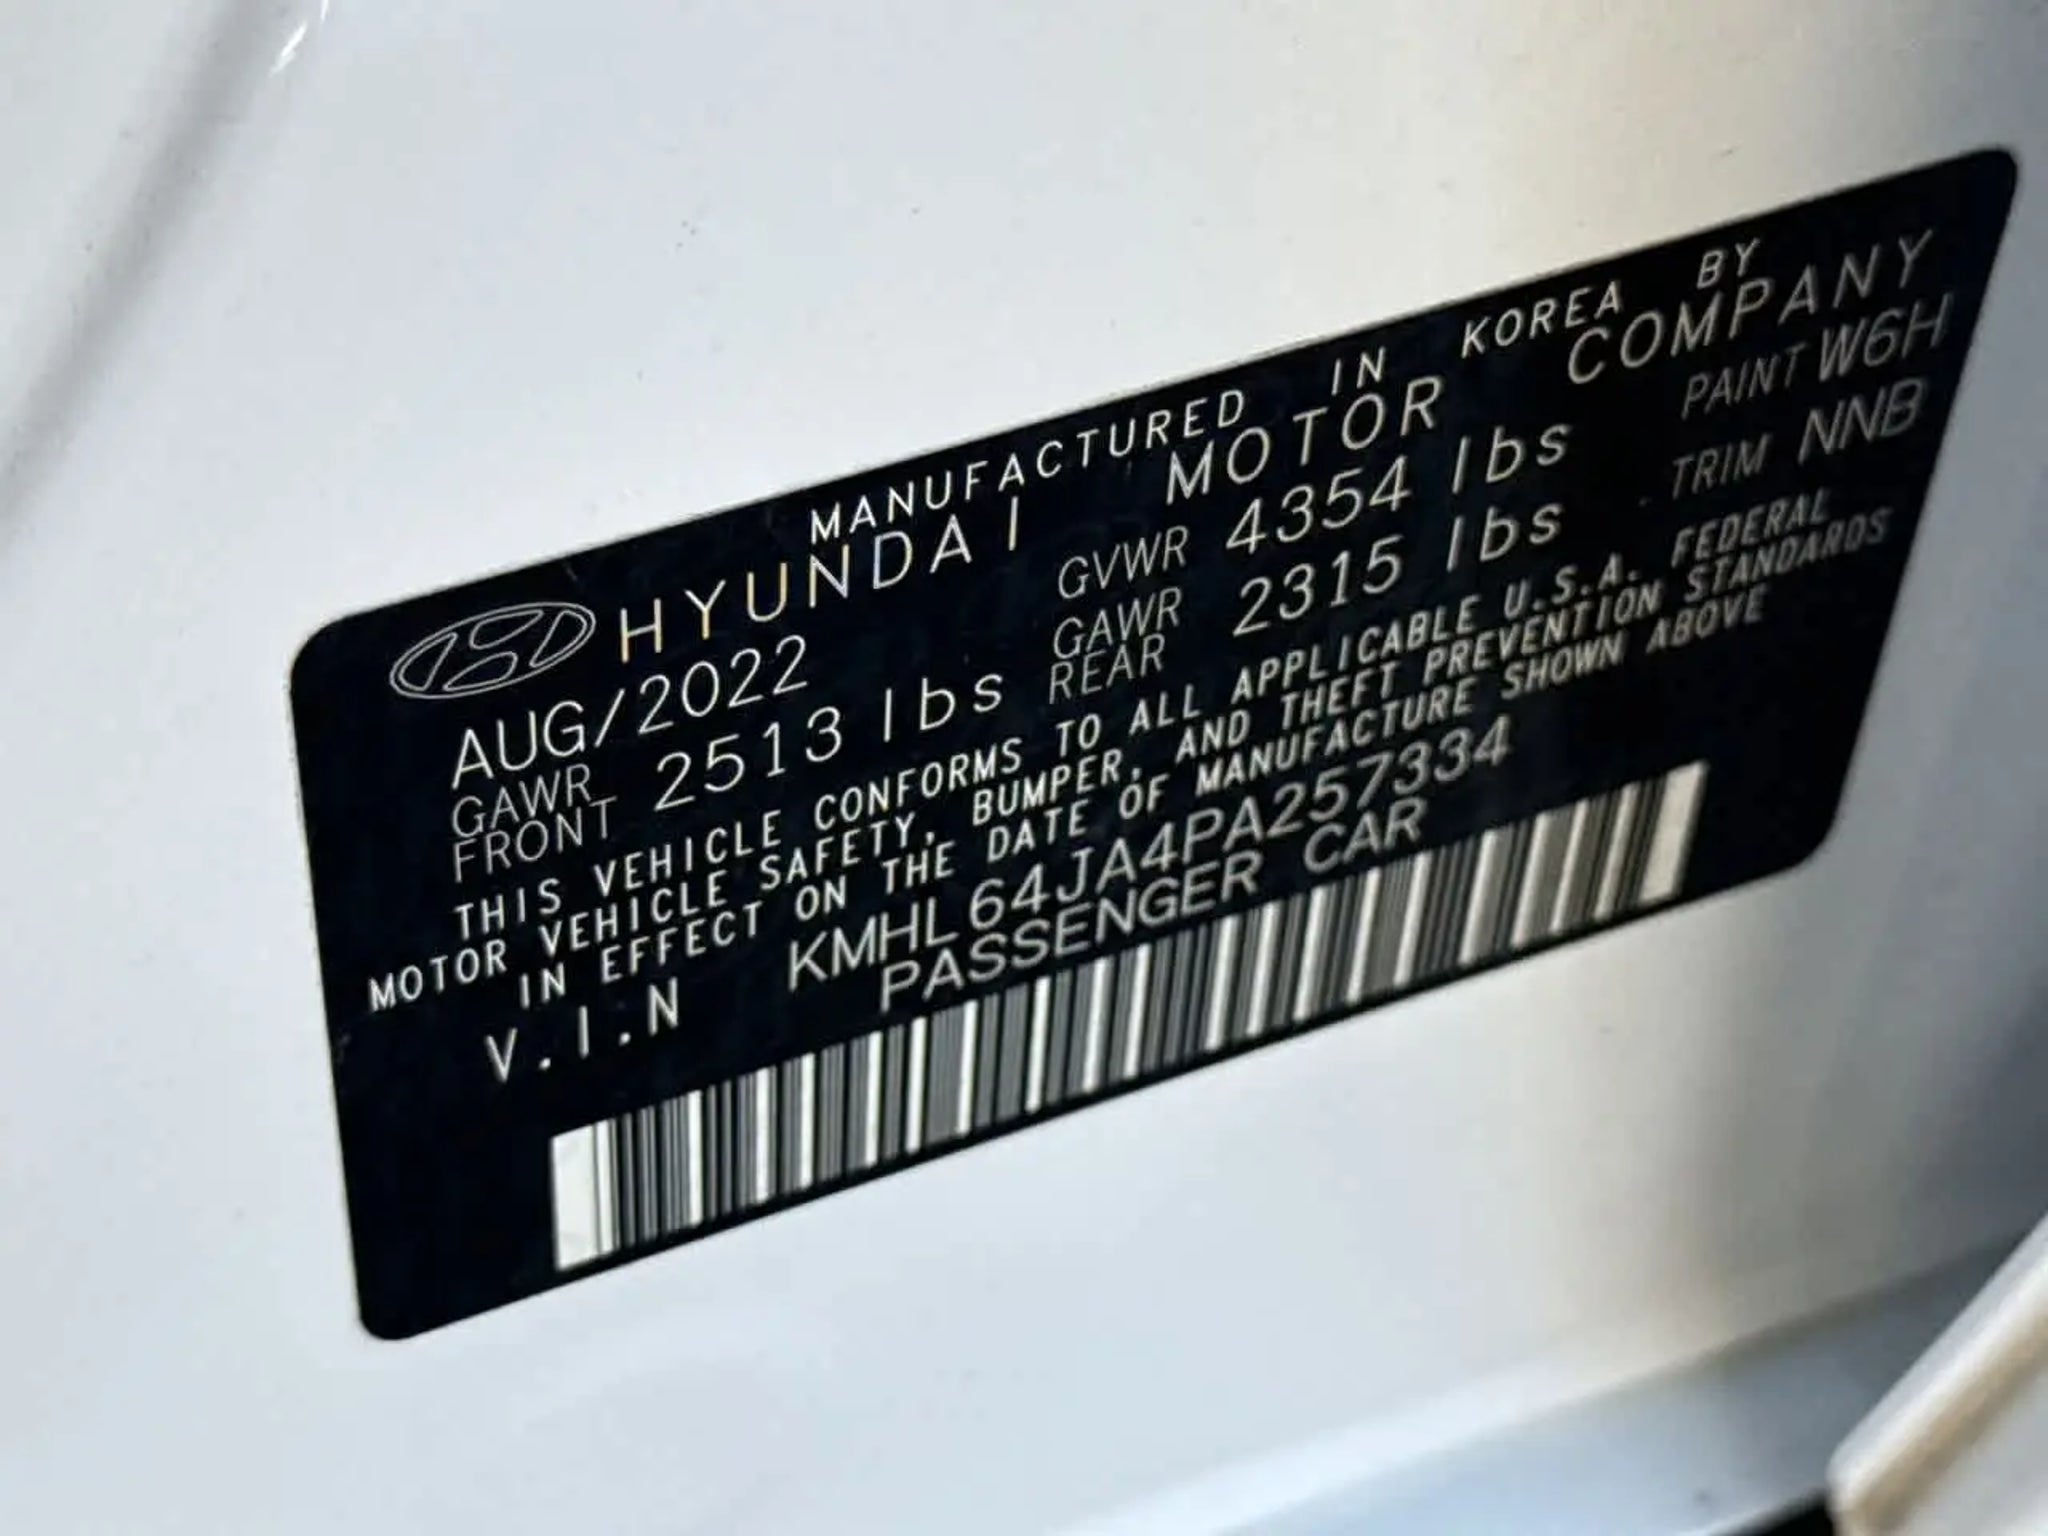 MANUFACTURED IN KOREA BY
HYUNDAI MOTOR COMPANY
AUG/2022 GVWR 4354 lbs PAINT W6H
GAWR FRONT 2513 lbs GAWR REAR 2315 lbs TRIM NNB
THIS VEHICLE CONFORMS TO ALL APPLICABLE U.S.A. FEDERAL
MOTOR VEHICLE SAFETY, BUMPER, AND THEFT PREVENTION STANDARDS
IN EFFECT ON THE DATE OF MANUFACTURE SHOWN ABOVE
V.I.N KMHL64JA4PA257334
PASSENGER CAR